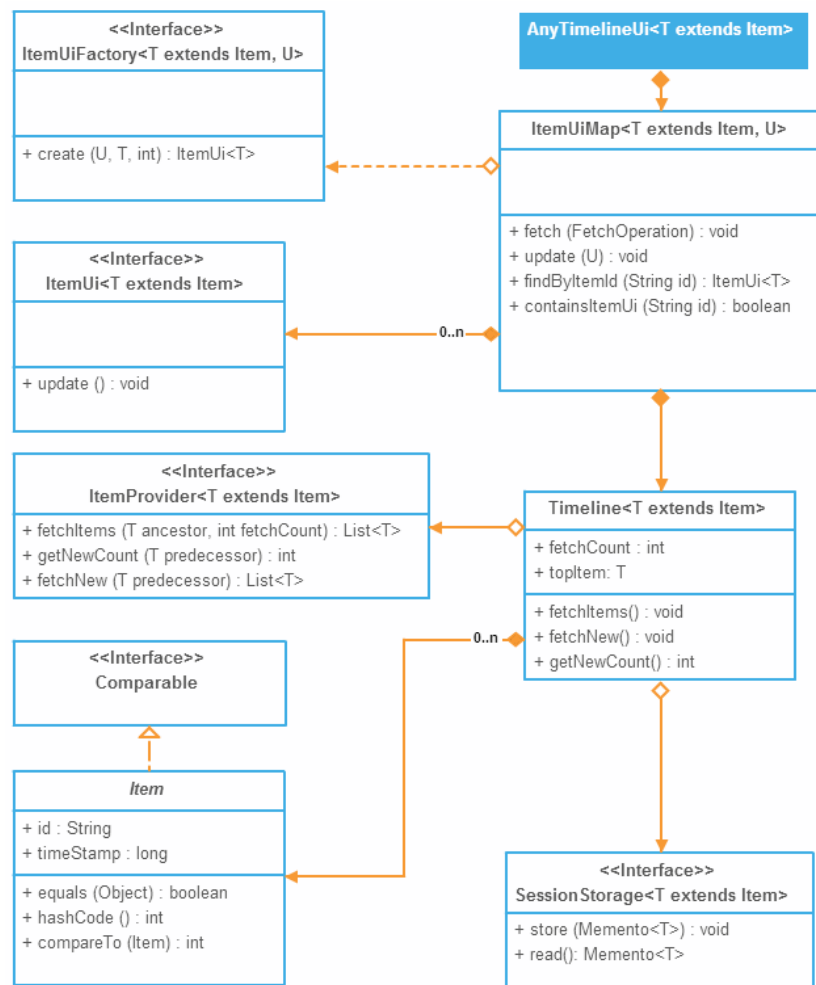 <<Interface>>
ItemUiFactory<T extends Item, U>
+ create (U, T, int) : ItemUi<T>
AnyTimelineUi<T extends Item>
ItemUiMap<T extends Item, U>
+ fetch (FetchOperation) : void
+ update (U) : void
+ findByItemId (String id) : ItemUi<T>
+ containsItemUi (String id) : boolean
<<Interface>>
ItemUi<T extends Item>
+ update () : void
0..n
<<Interface>>
ItemProvider<T extends Item>
+ fetchItems (T ancestor, int fetchCount) : List<T>
+ getNewCount (T predecessor) : int
+ fetchNew (T predecessor) : List<T>
Timeline<T extends Item>
+ fetchCount : int
+ topItem: T
+ fetchItems() : void
+ fetchNew() : void
+ getNewCount() : int
0..n
<<Interface>>
Comparable
Item
+ id : String
+ timeStamp : long
+ equals (Object) : boolean
+ hashCode () : int
+ compareTo (Item) : int
<<Interface>>
SessionStorage<T extends Item>
+ store (Memento<T>) : void
+ read(): Memento<T>